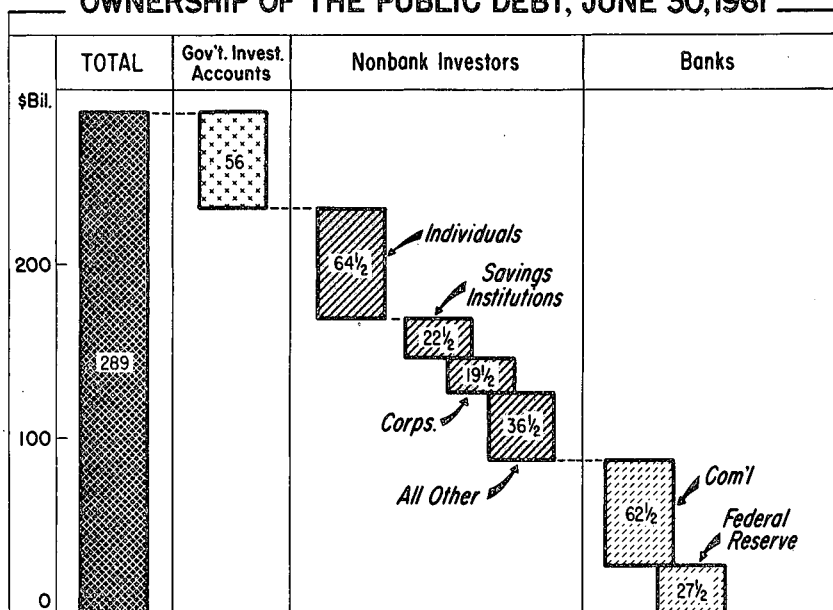 OWNERSHIP OF THE PUBLIC DEBT, JUNE 30, 1961
TOTAL
Gov't. Invest.
Accounts
Nonbank Investors
Banks
$Bil.
56
Individuals
64½
200
Savings
Institutions
22½
289
19½
Corps.
36½
100
All Other
Com'l
62½
Federal
Reserve
27½
0